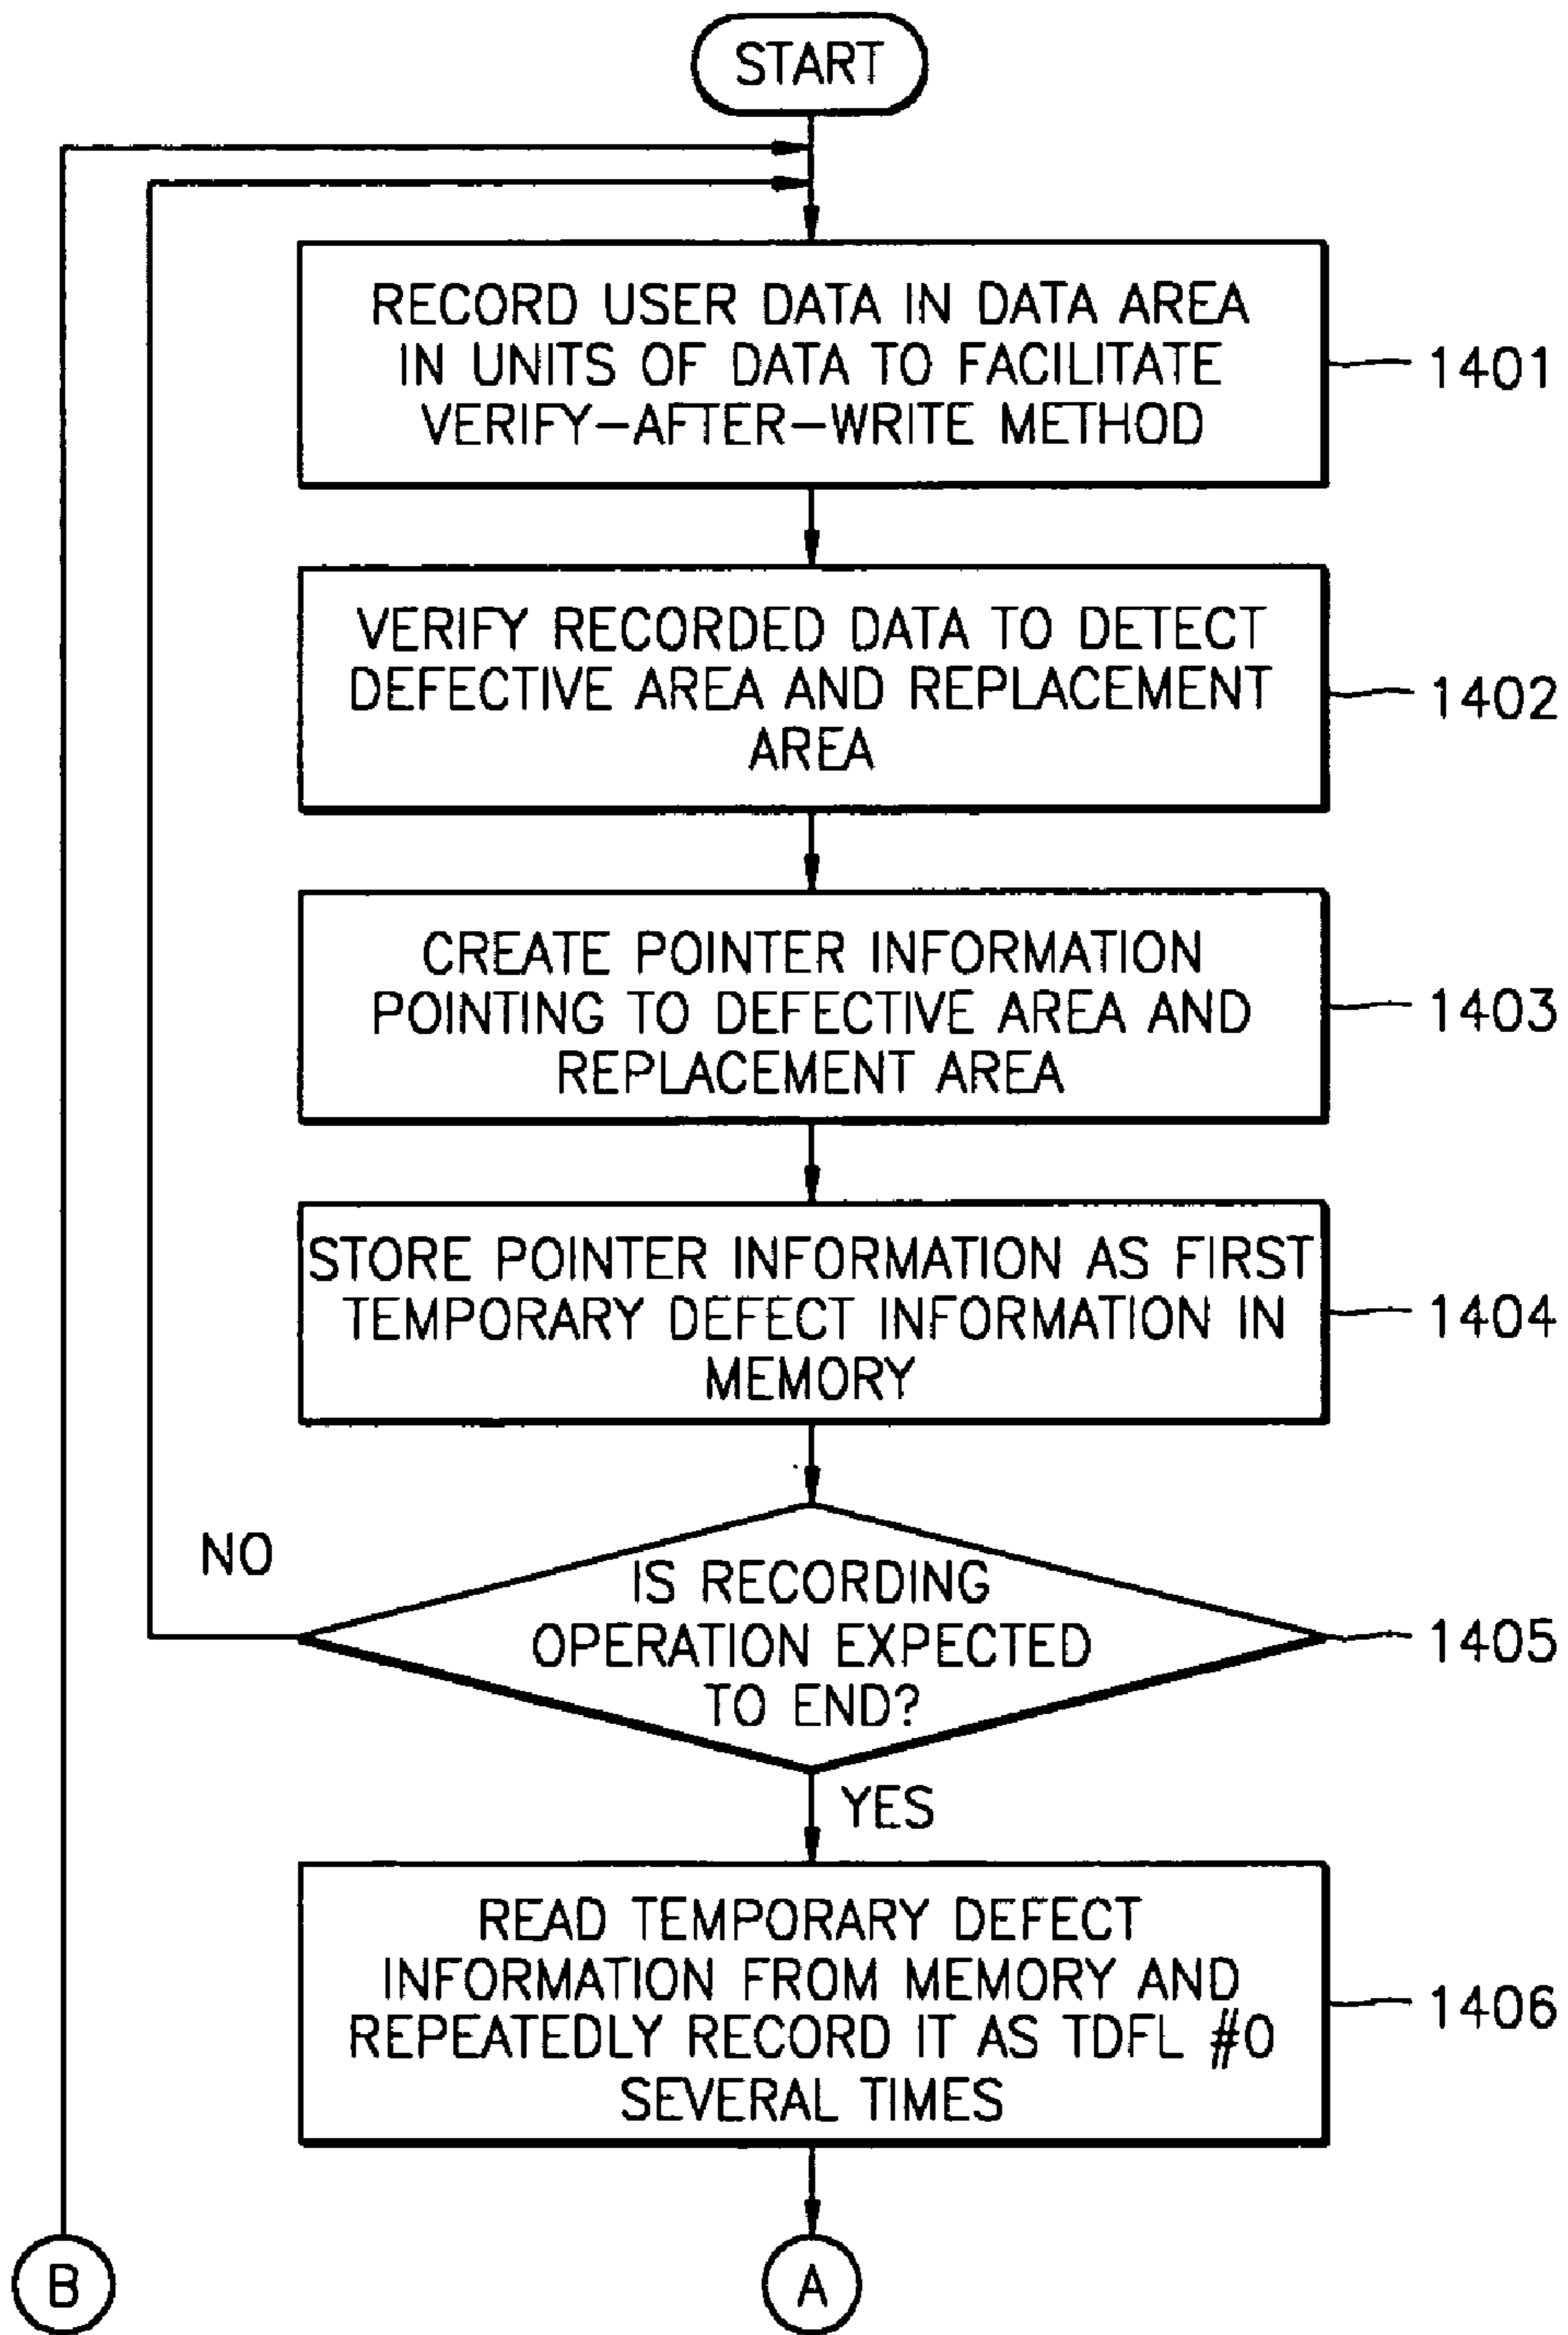 START
RECORD USER DATA IN DATA AREA
IN UNITS OF DATA TO FACILITATE
VERIFY-AFTER-WRITE METHOD
1401
VERIFY RECORDED DATA TO DETECT
DEFECTIVE AREA AND REPLACEMENT
AREA
1402
CREATE POINTER INFORMATION
POINTING TO DEFECTIVE AREA AND
REPLACEMENT AREA
1403
STORE POINTER INFORMATION AS FIRST
TEMPORARY DEFECT INFORMATION IN
MEMORY
1404
NO
IS RECORDING
OPERATION EXPECTED
TO END?
1405
YES
READ TEMPORARY DEFECT
INFORMATION FROM MEMORY AND
REPEATEDLY RECORD IT AS TDFL #0
SEVERAL TIMES
1406
B
A